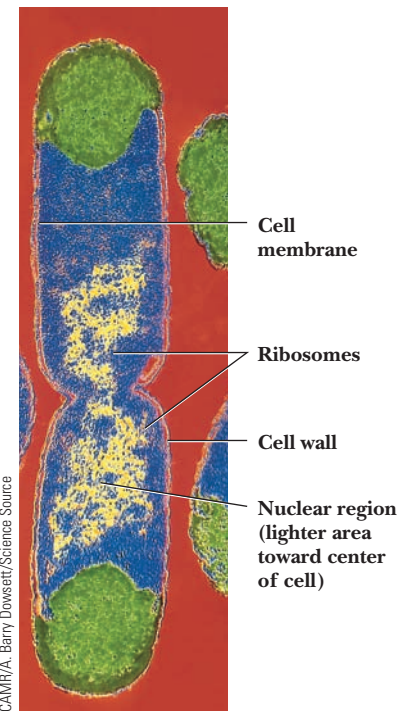 Cell
membrane
Ribosomes
Cell wall
Nuclear region
(lighter area
toward center
of cell)
CAMR/A. Barry Dowsett/Science Source